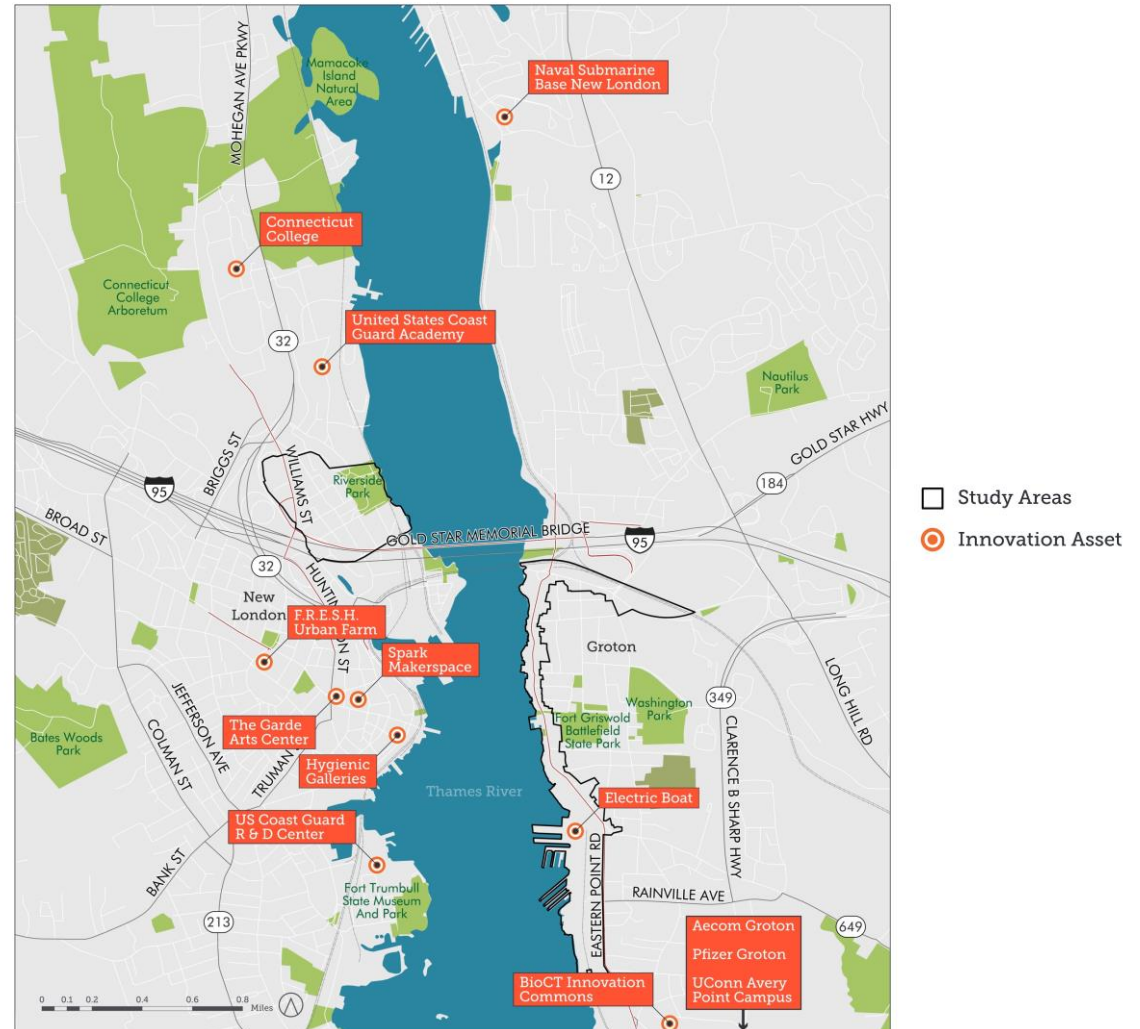 MOHEGAN AVE PKWY
Mamacoke
Island
Natural
Area
Naval Submarine
Base New London
12
Connecticut
College
Connecticut
College
Arboretum
United States Coast
Guard Academy
32
Nautilus
Park
GOLD STAR HWY
184
BRIGGS ST
WILLIAMS ST
Riverside
Park
95
BROAD ST
GOLD STAR MEMORIAL BRIDGE
95
Study Areas
Innovation Asset
32
New
London
F.R.E.S.H.
Urban Farm
Spark
Makerspace
Groton
LONG HILL RD
349
CLARENCE B SHARP HWY
JEFFERSON AVE
COLMAN ST
The Garde
Arts Center
Fort Griswold
Battlefield
State Park
Washington
Park
Bates Woods
Park
Hygienic
Galleries
TRUMAN
Thames River
Electric Boat
US Coast Guard
R & D Center
BANK ST
EASTERN POINT RD
RAINVILLE AVE
Fort Trumbull
State Museum
And Park
213
649
Aecom Groton
Pfizer Groton
UConn Avery
Point Campus
BioCT Innovation
Commons
0 0.1 0.2 0.4 0.6 0.8
Miles